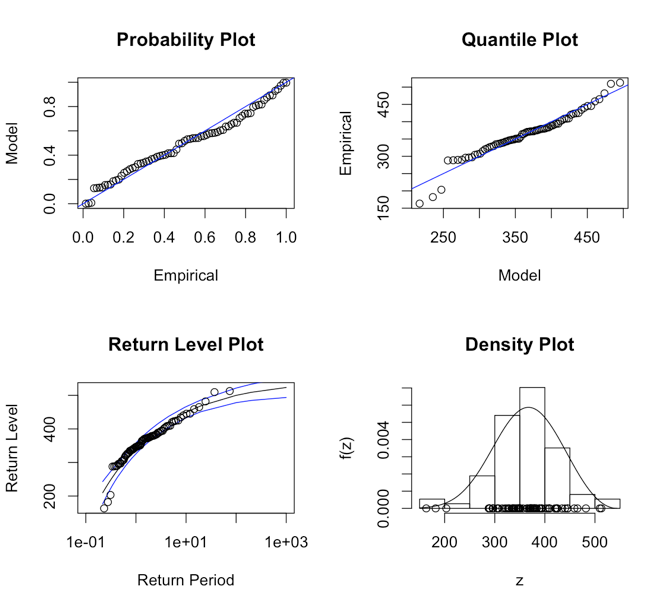 Probability Plot
Model
0.0 0.4 0.8
0.0 0.2 0.4 0.6 0.8 1.0
Empirical
Quantile Plot
Empirical
150 300 450
250 350 450
Model
Return Level Plot
Return Level
200 400
1e-01 1e+01 1e+03
Return Period
Density Plot
f(z)
0.000 0.004
200 300 400 500
z